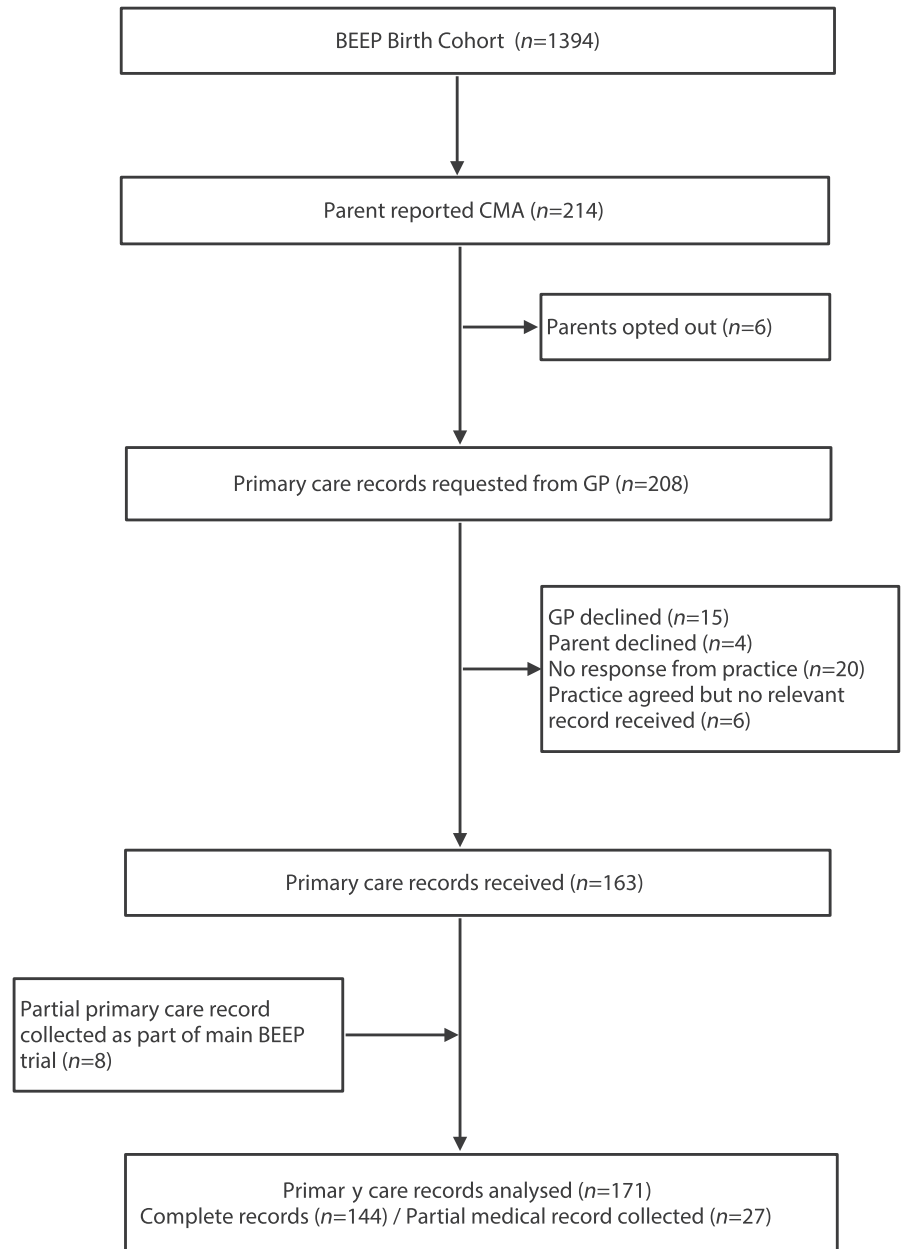 BEEP Birth Cohort (n=1394)
Parent reported CMA (n=214)
Parents opted out (n=6)
Primary care records requested from GP (n=208)
GP declined (n=15)
Parent declined (n=4)
No response from practice (n=20)
Practice agreed but no relevant
record received (n=6)
Primary care records received (n=163)
Partial primary care record
collected as part of main BEEP
trial (n=8)
Primar y care records analysed (n=171)
Complete records (n=144) / Partial medical record collected (n=27)